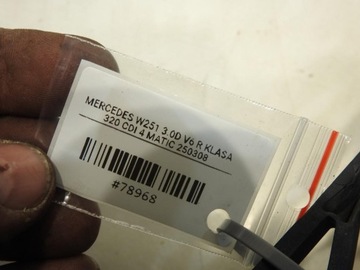 MERCEDES W251 3.0D V6 R KLASA
320 CDI 4 MATIC 250308
#78968